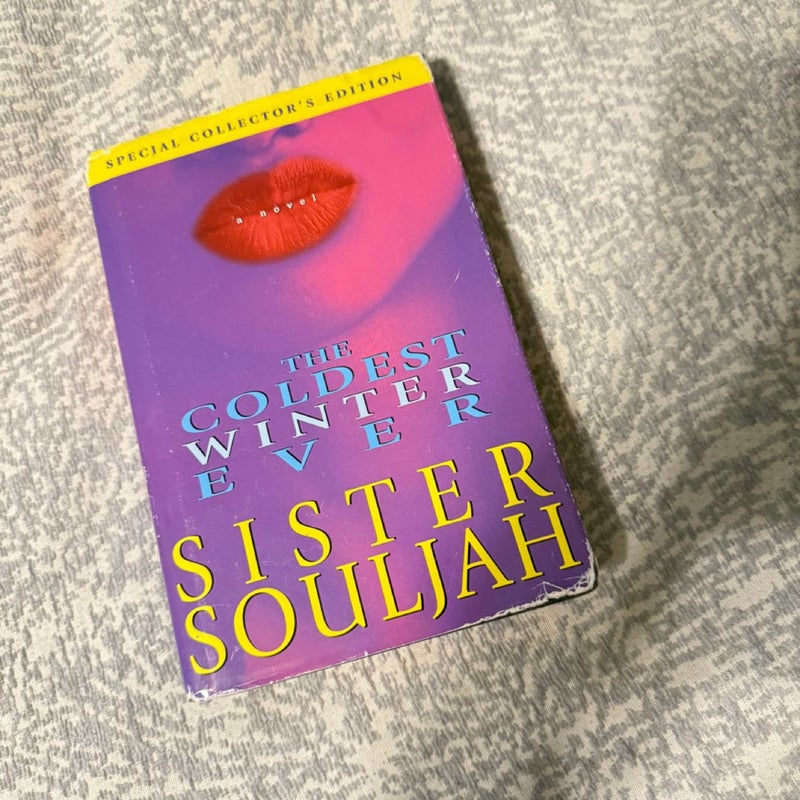 SPECIAL COLLECTOR'S EDITION
a novel
THE
COLDEST
WINTER
EVER
SISTER
SOULJAH